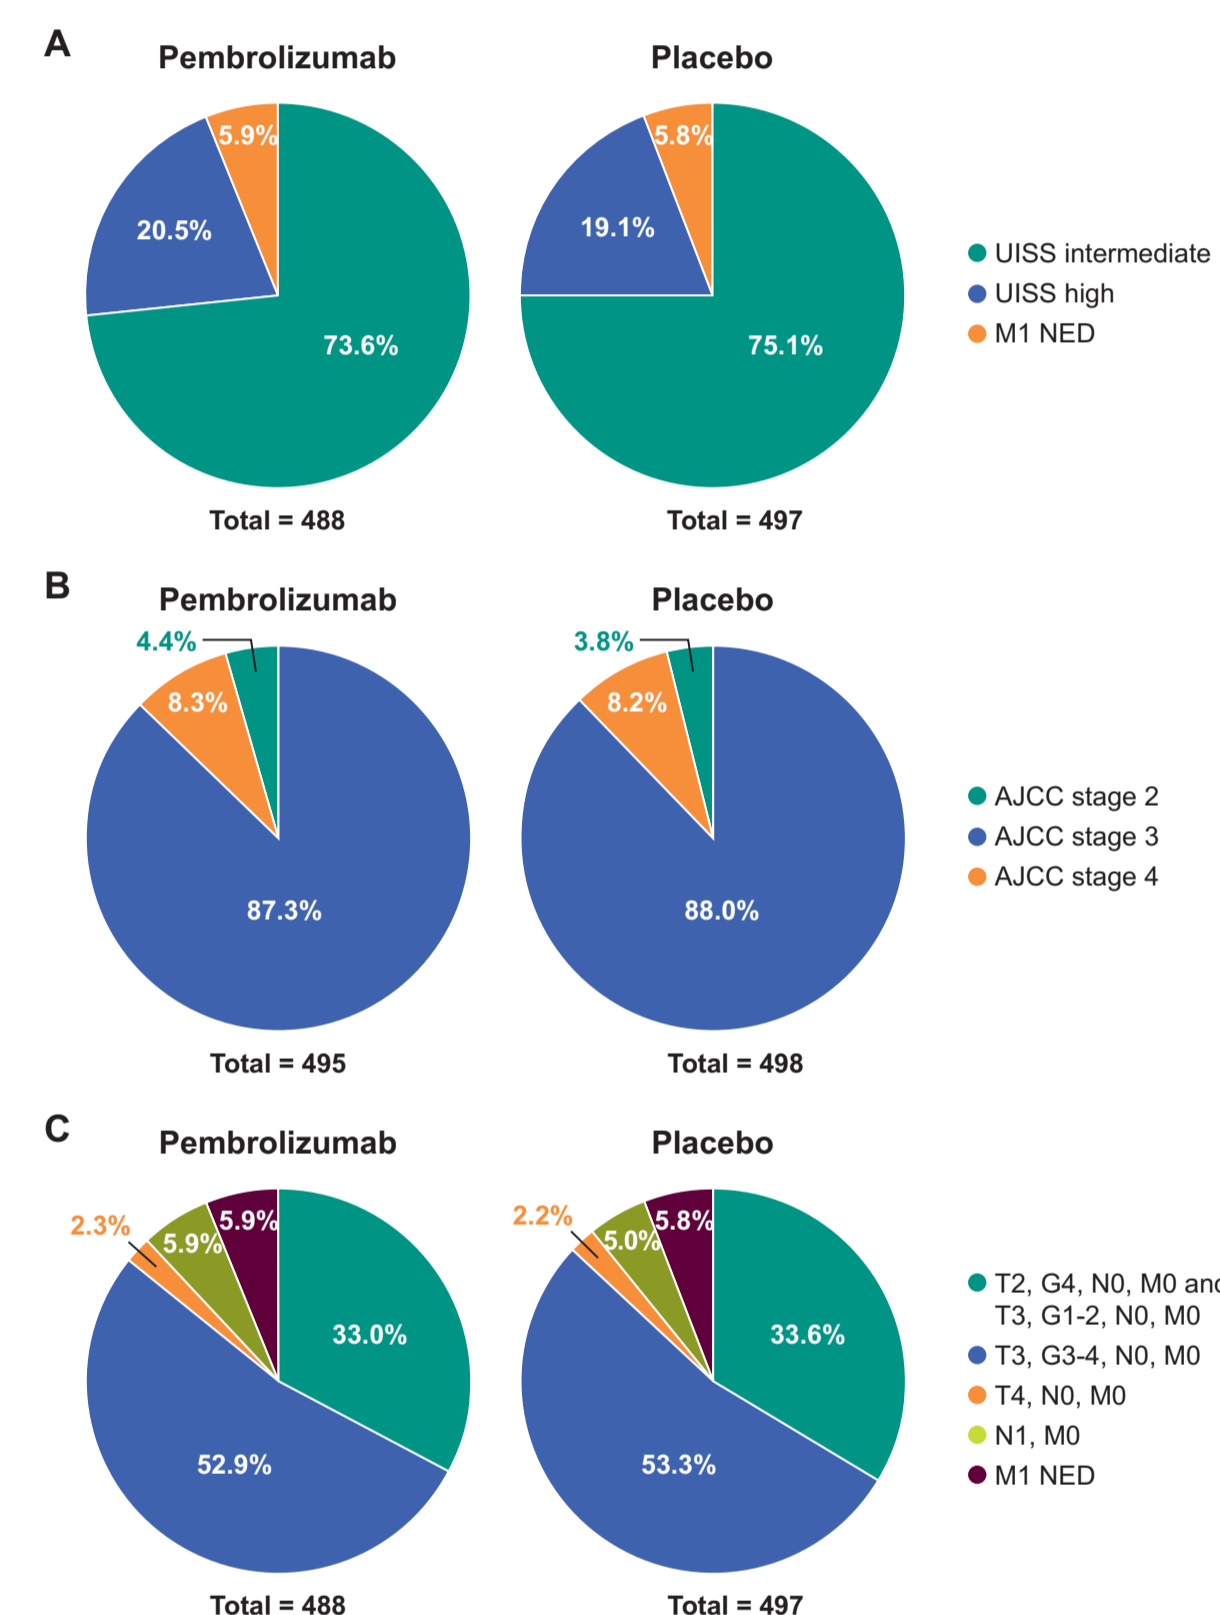 A
Pembrolizumab
Placebo
5.9%
20.5%
73.6%
5.8%
19.1%
75.1%
UISS intermediate
UISS high
M1 NED
Total = 488
Total = 497
B
Pembrolizumab
Placebo
4.4%
8.3%
87.3%
3.8%
8.2%
88.0%
AJCC stage 2
AJCC stage 3
AJCC stage 4
Total = 495
Total = 498
C
Pembrolizumab
Placebo
2.3%
5.9%
5.9%
33.0%
52.9%
2.2%
5.0%
5.8%
33.6%
53.3%
T2, G4, N0, M0 and
T3, G1-2, N0, M0
T3, G3-4, N0, M0
T4, N0, M0
N1, M0
M1 NED
Total = 488
Total = 497